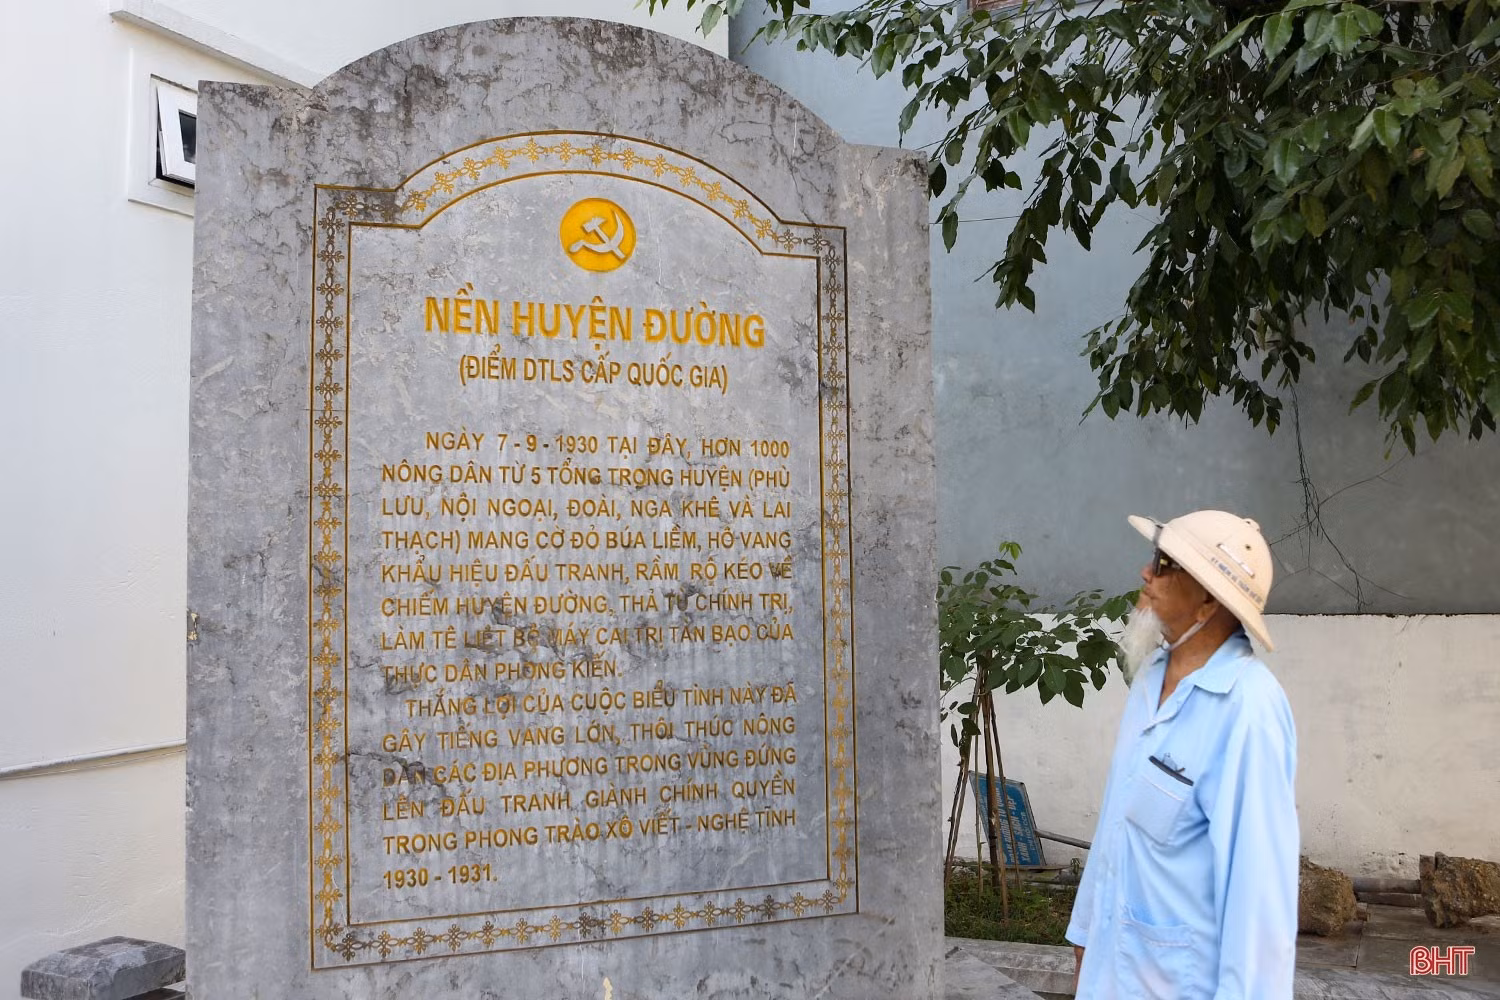 NỀN HUYỆN ĐƯỜNG
(ĐIỂM DTLS CẤP QUỐC GIA)
NGÀY 7 - 9 - 1930 TẠI ĐÂY, HƠN 1000
NÔNG DÂN TỪ 5 TỔNG TRONG HUYỆN (PHÙ
LƯU, NỘI NGOẠI, ĐOÀI, NGA KHÊ VÀ LAI
THẠCH) MANG CỜ ĐỎ BÚA LIỀM, HÔ VANG
KHẨU HIỆU ĐẤU TRANH, RẦM RỘ KÉO VỀ
CHIẾM HUYỆN ĐƯỜNG, THẢ TÙ CHÍNH TRỊ,
LÀM TÊ LIỆT BỘ MÁY CAI TRỊ TÀN BẠO CỦA
THỰC DÂN PHONG KIẾN.
THẮNG LỢI CỦA CUỘC BIỂU TÌNH NÀY ĐÃ
GÂY TIẾNG VANG LỚN, THÔI THÚC NÔNG
DÂN CÁC ĐỊA PHƯƠNG TRONG VÙNG ĐỨNG
LÊN ĐẤU TRANH GIÀNH CHÍNH QUYỀN
TRONG PHONG TRÀO XÔ VIẾT - NGHỆ TĨNH
1930 - 1931.
BHT